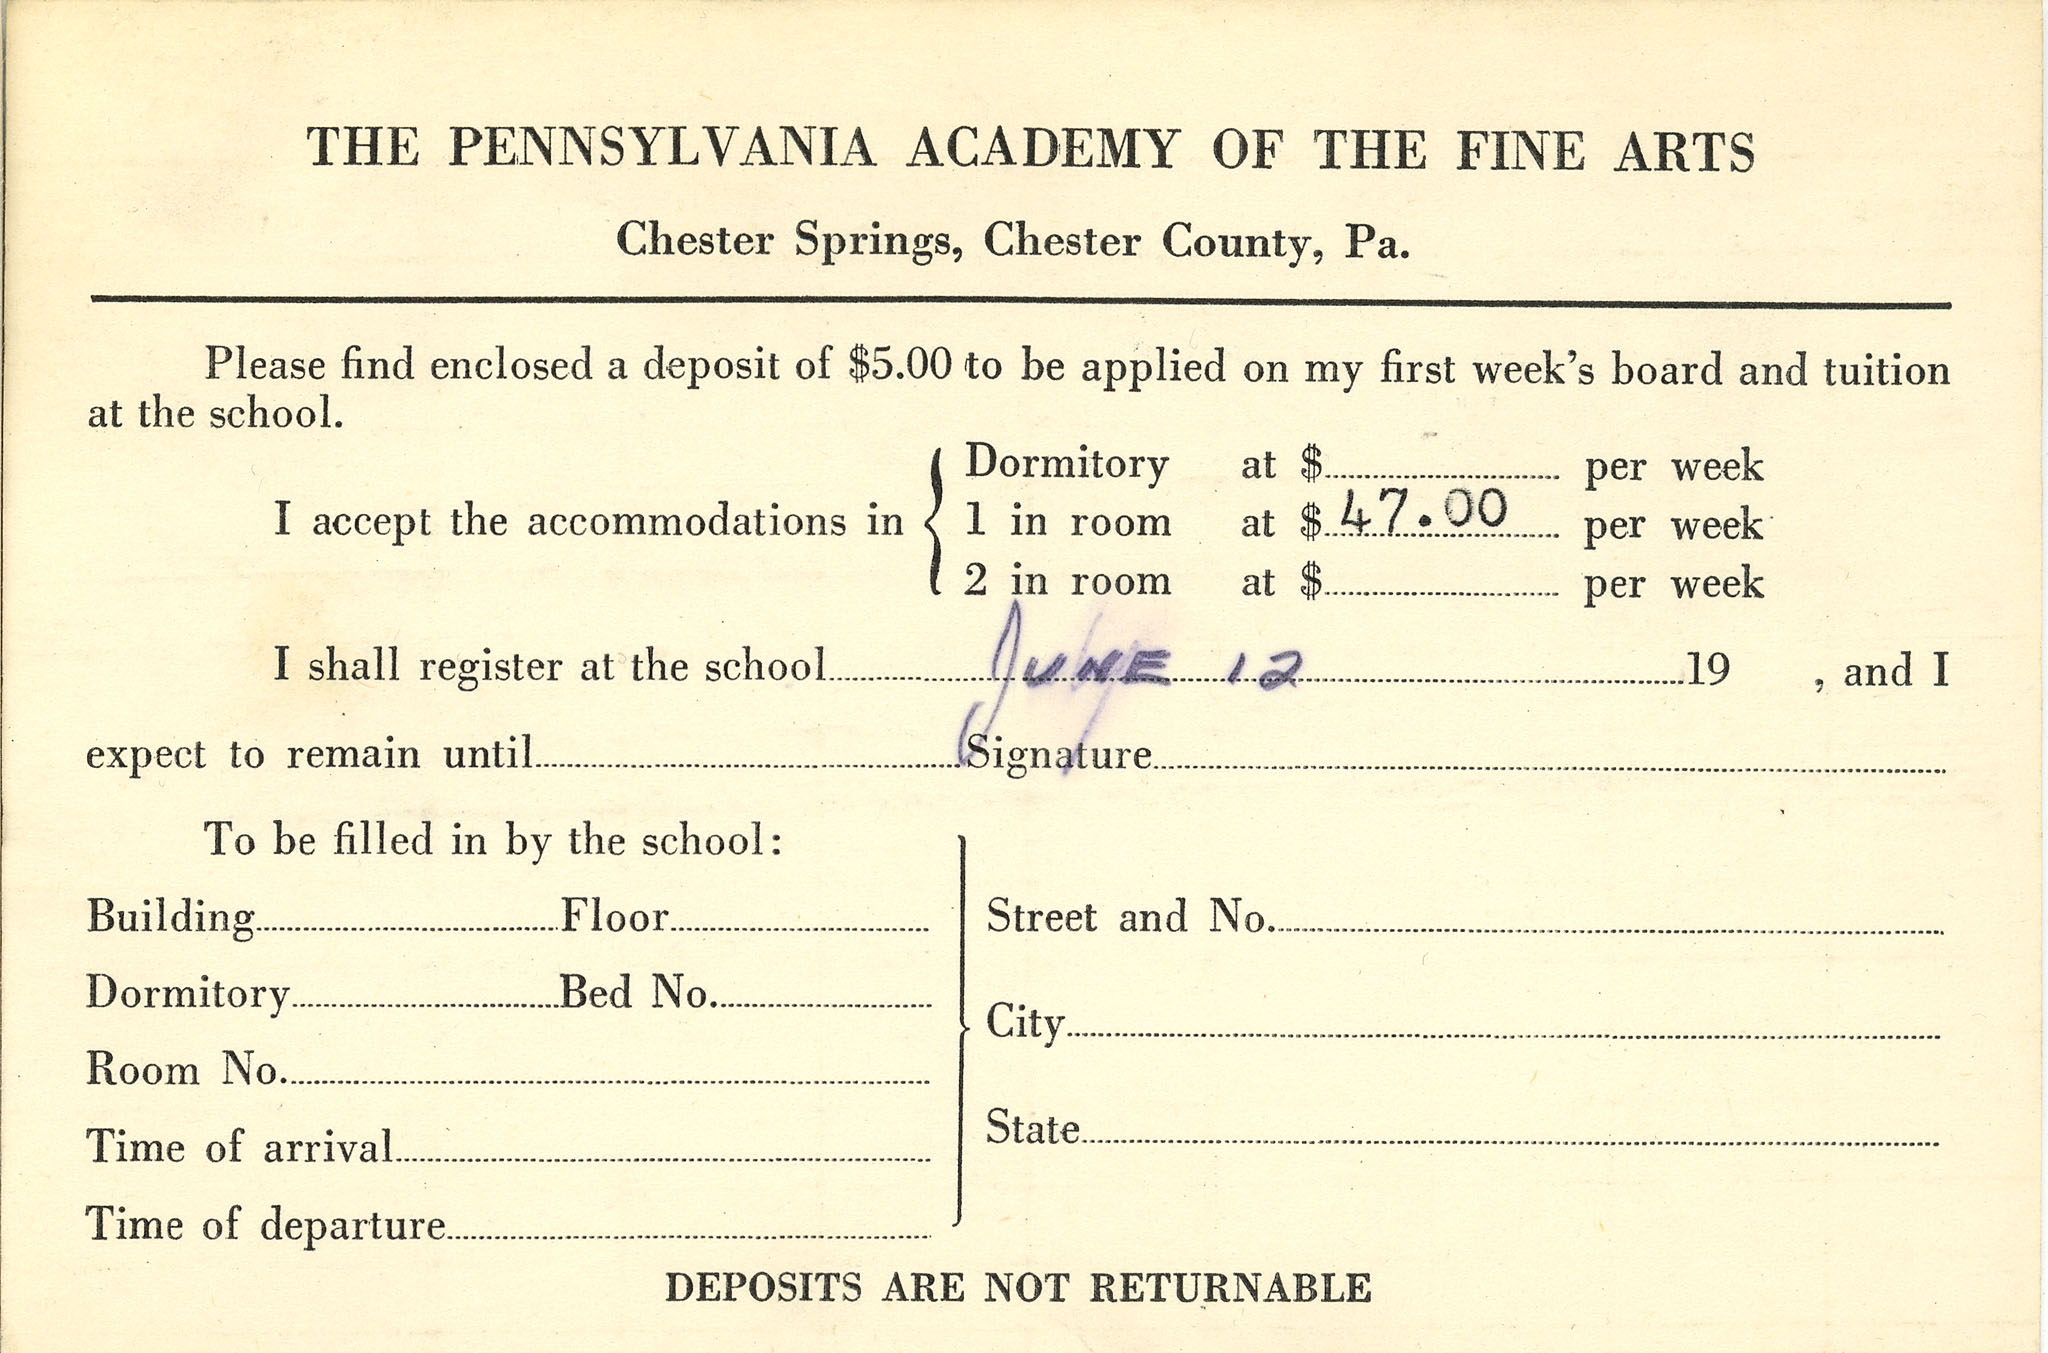 THE PENNSYLVANIA ACADEMY OF THE FINE ARTS
Chester Springs, Chester County, Pa.
Please find enclosed a deposit of $5.00 to be applied on my first week's board and tuition
at the school.
I accept the accommodations in
Dormitory at $ per week
1 in room at $ 47.00 per week
2 in room at $ per week
I shall register at the school JUNE 12 19 , and I
expect to remain until Signature
To be filled in by the school:
Building Floor
Dormitory Bed No.
Room No.
Time of arrival
Time of departure
Street and No.
City
State
DEPOSITS ARE NOT RETURNABLE